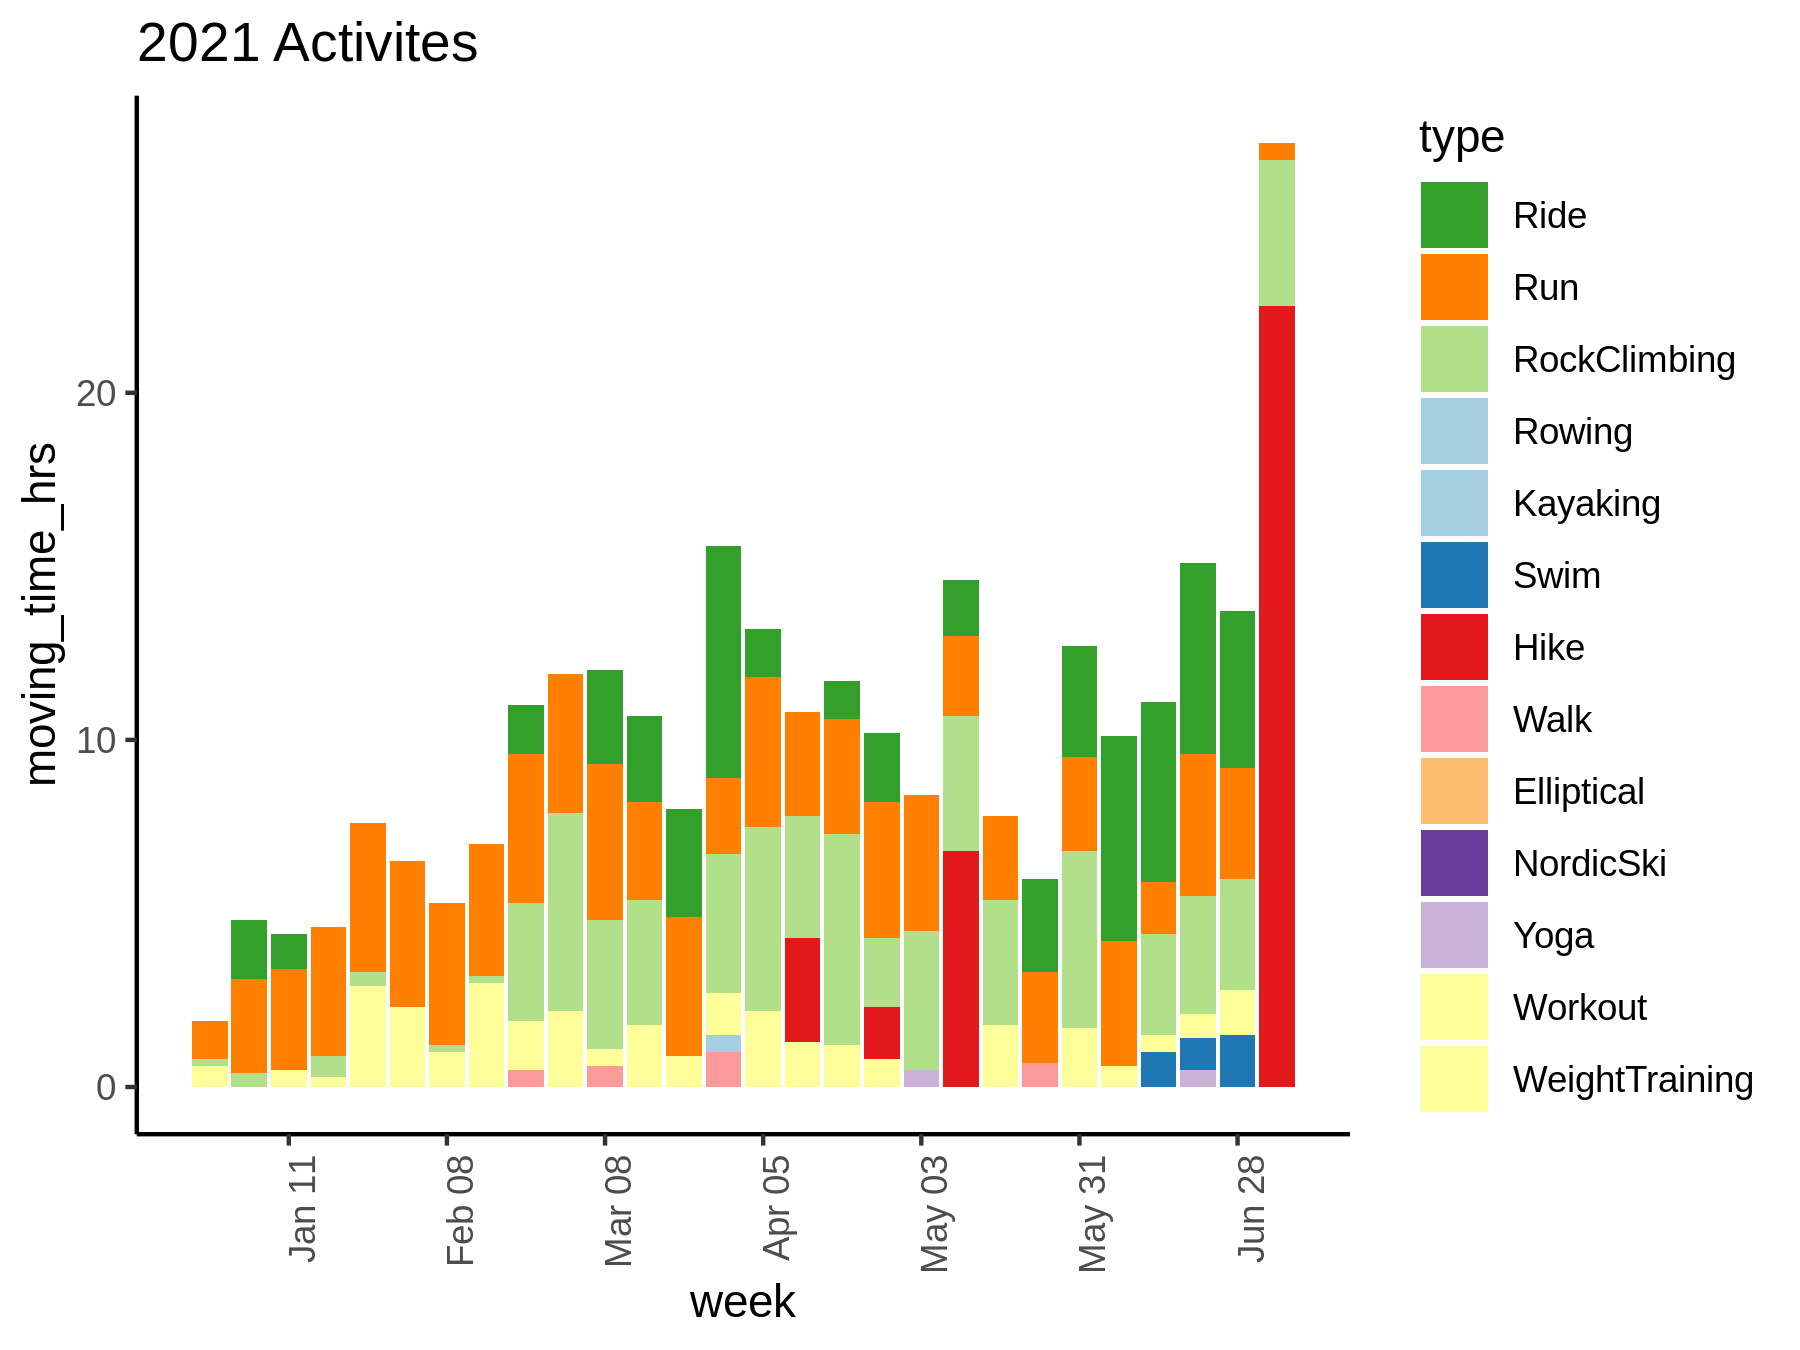 2021 Activites
moving_time_hrs
20
10
0
Jan 11
Feb 08
Mar 08
Apr 05
May 03
May 31
Jun 28
week
type
Ride
Run
RockClimbing
Rowing
Kayaking
Swim
Hike
Walk
Elliptical
NordicSki
Yoga
Workout
WeightTraining